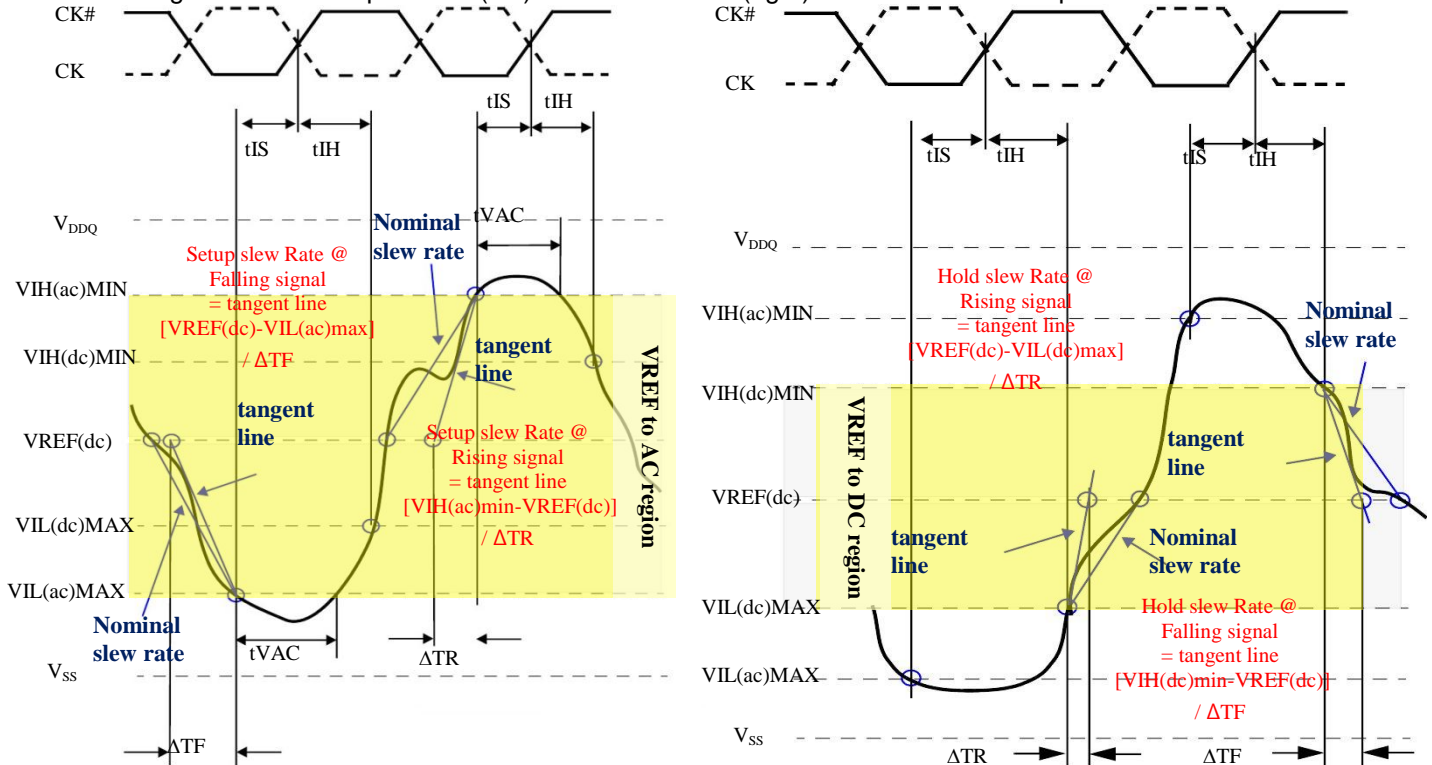 CK#
CK
tIS
tIH
tIS
tIH
VDDQ
Setup slew Rate @
Falling signal
= tangent line
[VREF(dc)-VIL(ac)max]
/ ΔTF
Nominal
slew rate
tVAC
VIH(ac)MIN
VIH(dc)MIN
tangent
line
VREF to AC region
tangent
line
VREF(dc)
Setup slew Rate @
Rising signal
= tangent line
[VIH(ac)min-VREF(dc)]
/ ΔTR
VIL(dc)MAX
VIL(ac)MAX
Nominal
slew rate
tVAC
ΔTR
VSS
ΔTF
CK#
CK
tIS
tIH
tIS
tIH
VDDQ
Hold slew Rate @
Rising signal
= tangent line
[VREF(dc)-VIL(dc)max]
/ ΔTR
Nominal
slew rate
VIH(ac)MIN
VIH(dc)MIN
VREF to DC region
tangent
line
VREF(dc)
tangent
line
Nominal
slew rate
VIL(dc)MAX
Hold slew Rate @
Falling signal
= tangent line
[VIH(dc)min-VREF(dc)]
/ ΔTF
VIL(ac)MAX
VSS
ΔTR
ΔTF